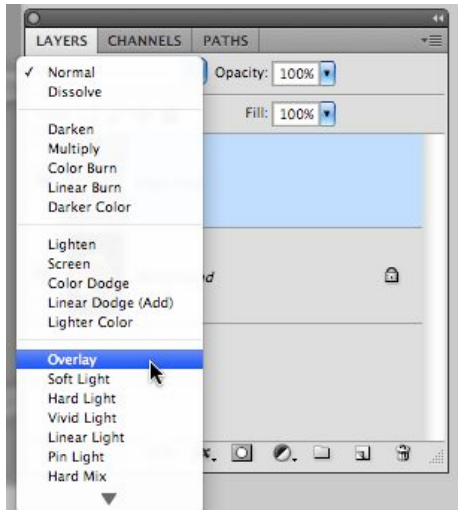 LAYERS CHANNELS PATHS
✓ Normal Opacity: 100%
Dissolve
Fill: 100%
Darken
Multiply
Color Burn
Linear Burn
Darker Color
Lighten
Screen
Color Dodge
Linear Dodge (Add)
Lighter Color
Overlay
Soft Light
Hard Light
Vivid Light
Linear Light
Pin Light
Hard Mix